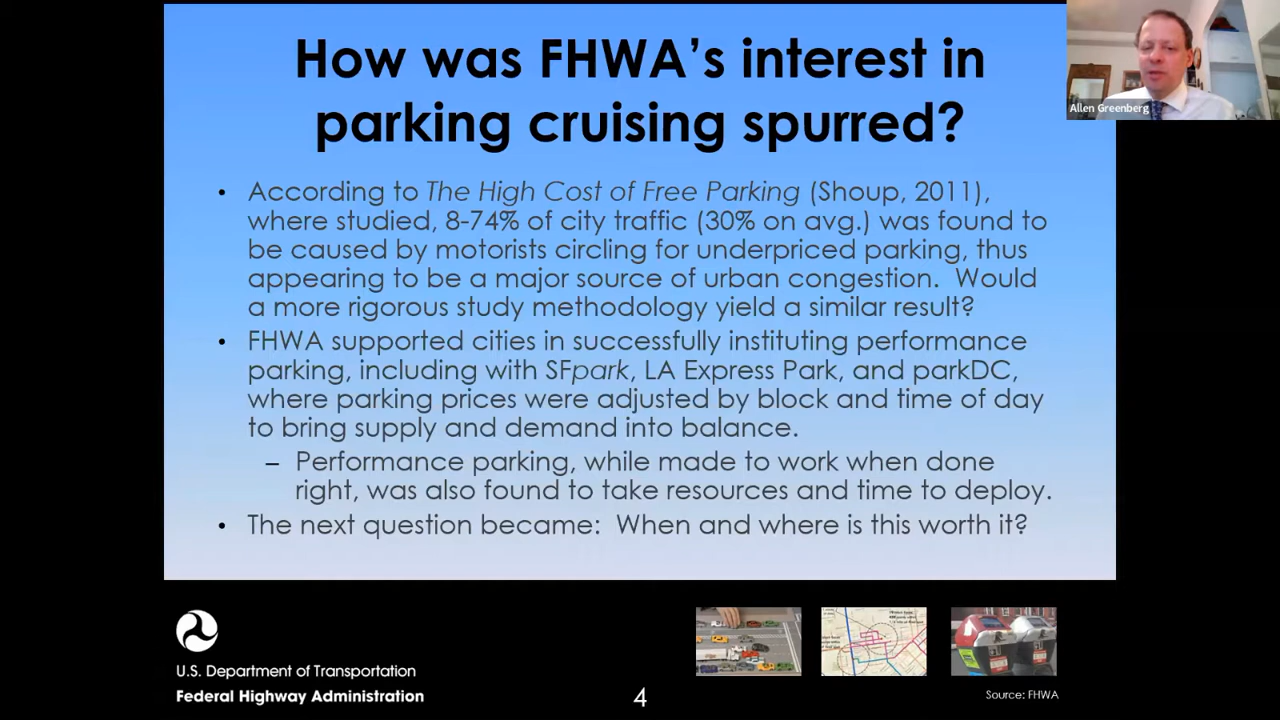 How was FHWA's interest in
parking cruising spurred?
Allen Greenberg
• According to The High Cost of Free Parking (Shoup, 2011),
where studied, 8-74% of city traffic (30% on avg.) was found to
be caused by motorists circling for underpriced parking, thus
appearing to be a major source of urban congestion. Would
a more rigorous study methodology yield a similar result?
• FHWA supported cities in successfully instituting performance
parking, including with SFpark, LA Express Park, and parkDC,
where parking prices were adjusted by block and time of day
to bring supply and demand into balance.
– Performance parking, while made to work when done
right, was also found to take resources and time to deploy.
• The next question became: When and where is this worth it?
U.S. Department of Transportation
Federal Highway Administration
4
Source: FHWA